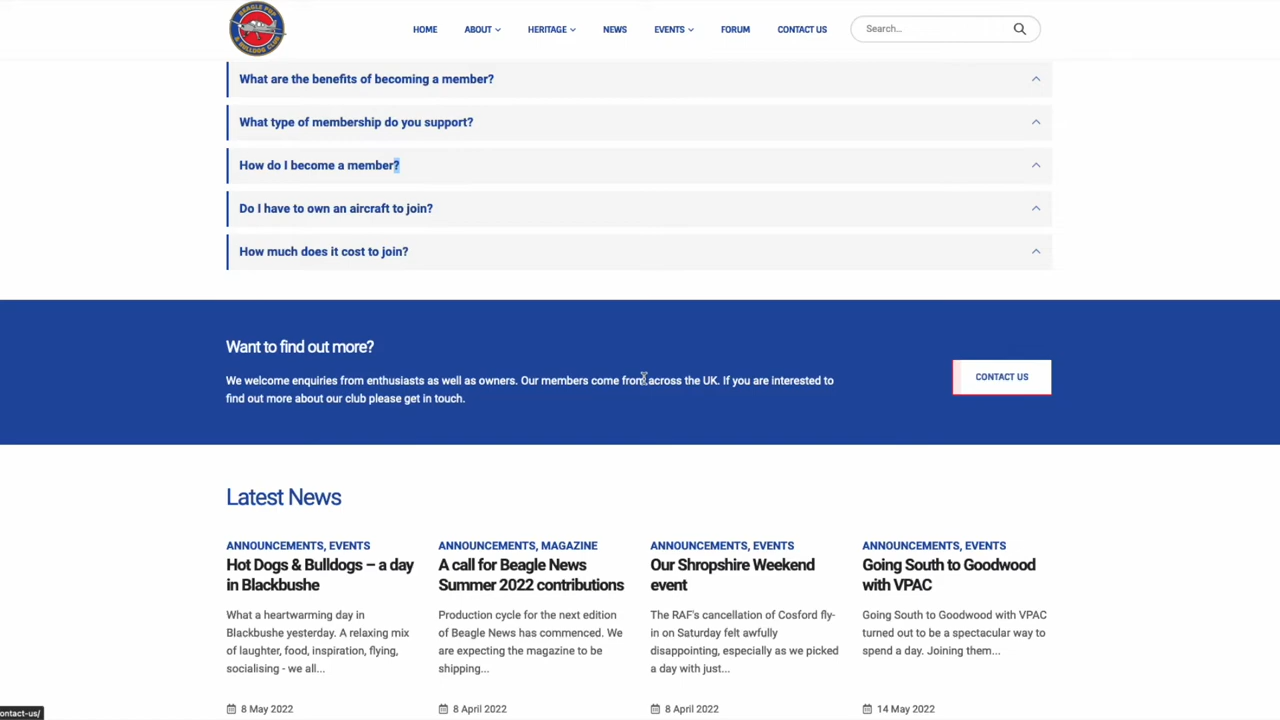 BEAGLE PUP
& BULLDOG CLUB
HOME ABOUT HERITAGE NEWS EVENTS FORUM CONTACT US Search...
What are the benefits of becoming a member?
What type of membership do you support?
How do I become a member?
Do I have to own an aircraft to join?
How much does it cost to join?
Want to find out more?
We welcome enquiries from enthusiasts as well as owners. Our members come from across the UK. If you are interested to
find out more about our club please get in touch.
CONTACT US
Latest News
ANNOUNCEMENTS, EVENTS
Hot Dogs & Bulldogs – a day
in Blackbushe
What a heartwarming day in
Blackbushe yesterday. A relaxing mix
of laughter, food, inspiration, flying,
socialising - we all...
8 May 2022
ANNOUNCEMENTS, MAGAZINE
A call for Beagle News
Summer 2022 contributions
Production cycle for the next edition
of Beagle News has commenced. We
are expecting the magazine to be
shipping...
8 April 2022
ANNOUNCEMENTS, EVENTS
Our Shropshire Weekend
event
The RAF's cancellation of Cosford fly-
in on Saturday felt awfully
disappointing, especially as we picked
a day with just...
8 April 2022
ANNOUNCEMENTS, EVENTS
Going South to Goodwood
with VPAC
Going South to Goodwood with VPAC
turned out to be a spectacular way to
spend a day. Joining them...
14 May 2022
ontact-us/